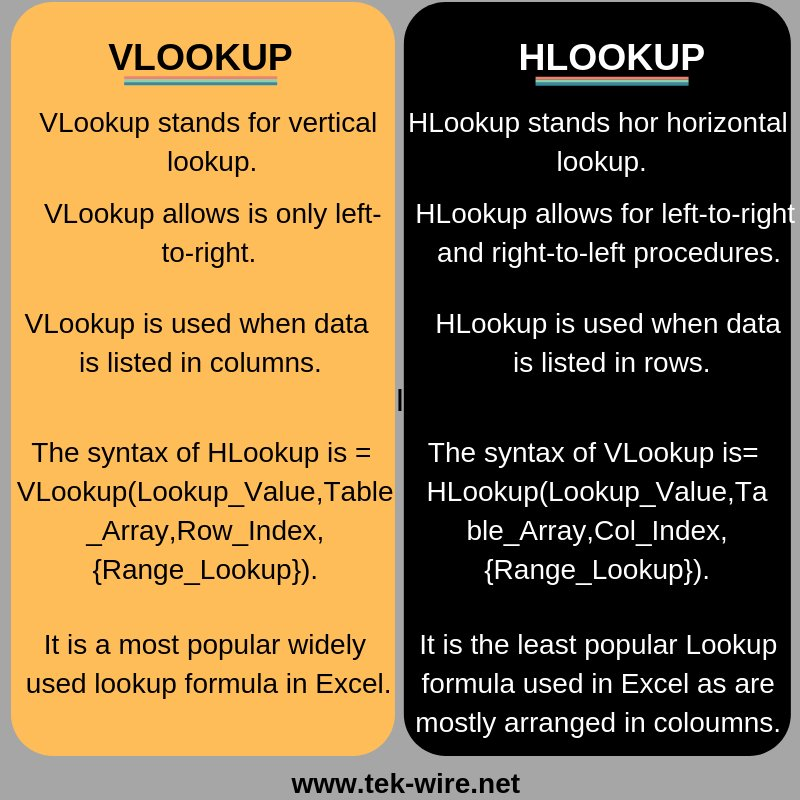 VLOOKUP
VLookup stands for vertical
lookup.
VLookup allows is only left-
to-right.
VLookup is used when data
is listed in columns.
The syntax of HLookup is =
VLookup(Lookup_Value,Table
_Array,Row_Index,
{Range_Lookup}).
It is a most popular widely
used lookup formula in Excel.
HLOOKUP
HLookup stands hor horizontal
lookup.
HLookup allows for left-to-right
and right-to-left procedures.
HLookup is used when data
is listed in rows.
The syntax of VLookup is=
HLookup(Lookup_Value,Ta
ble_Array,Col_Index,
{Range_Lookup}).
It is the least popular Lookup
formula used in Excel as are
mostly arranged in coloumns.
www.tek-wire.net